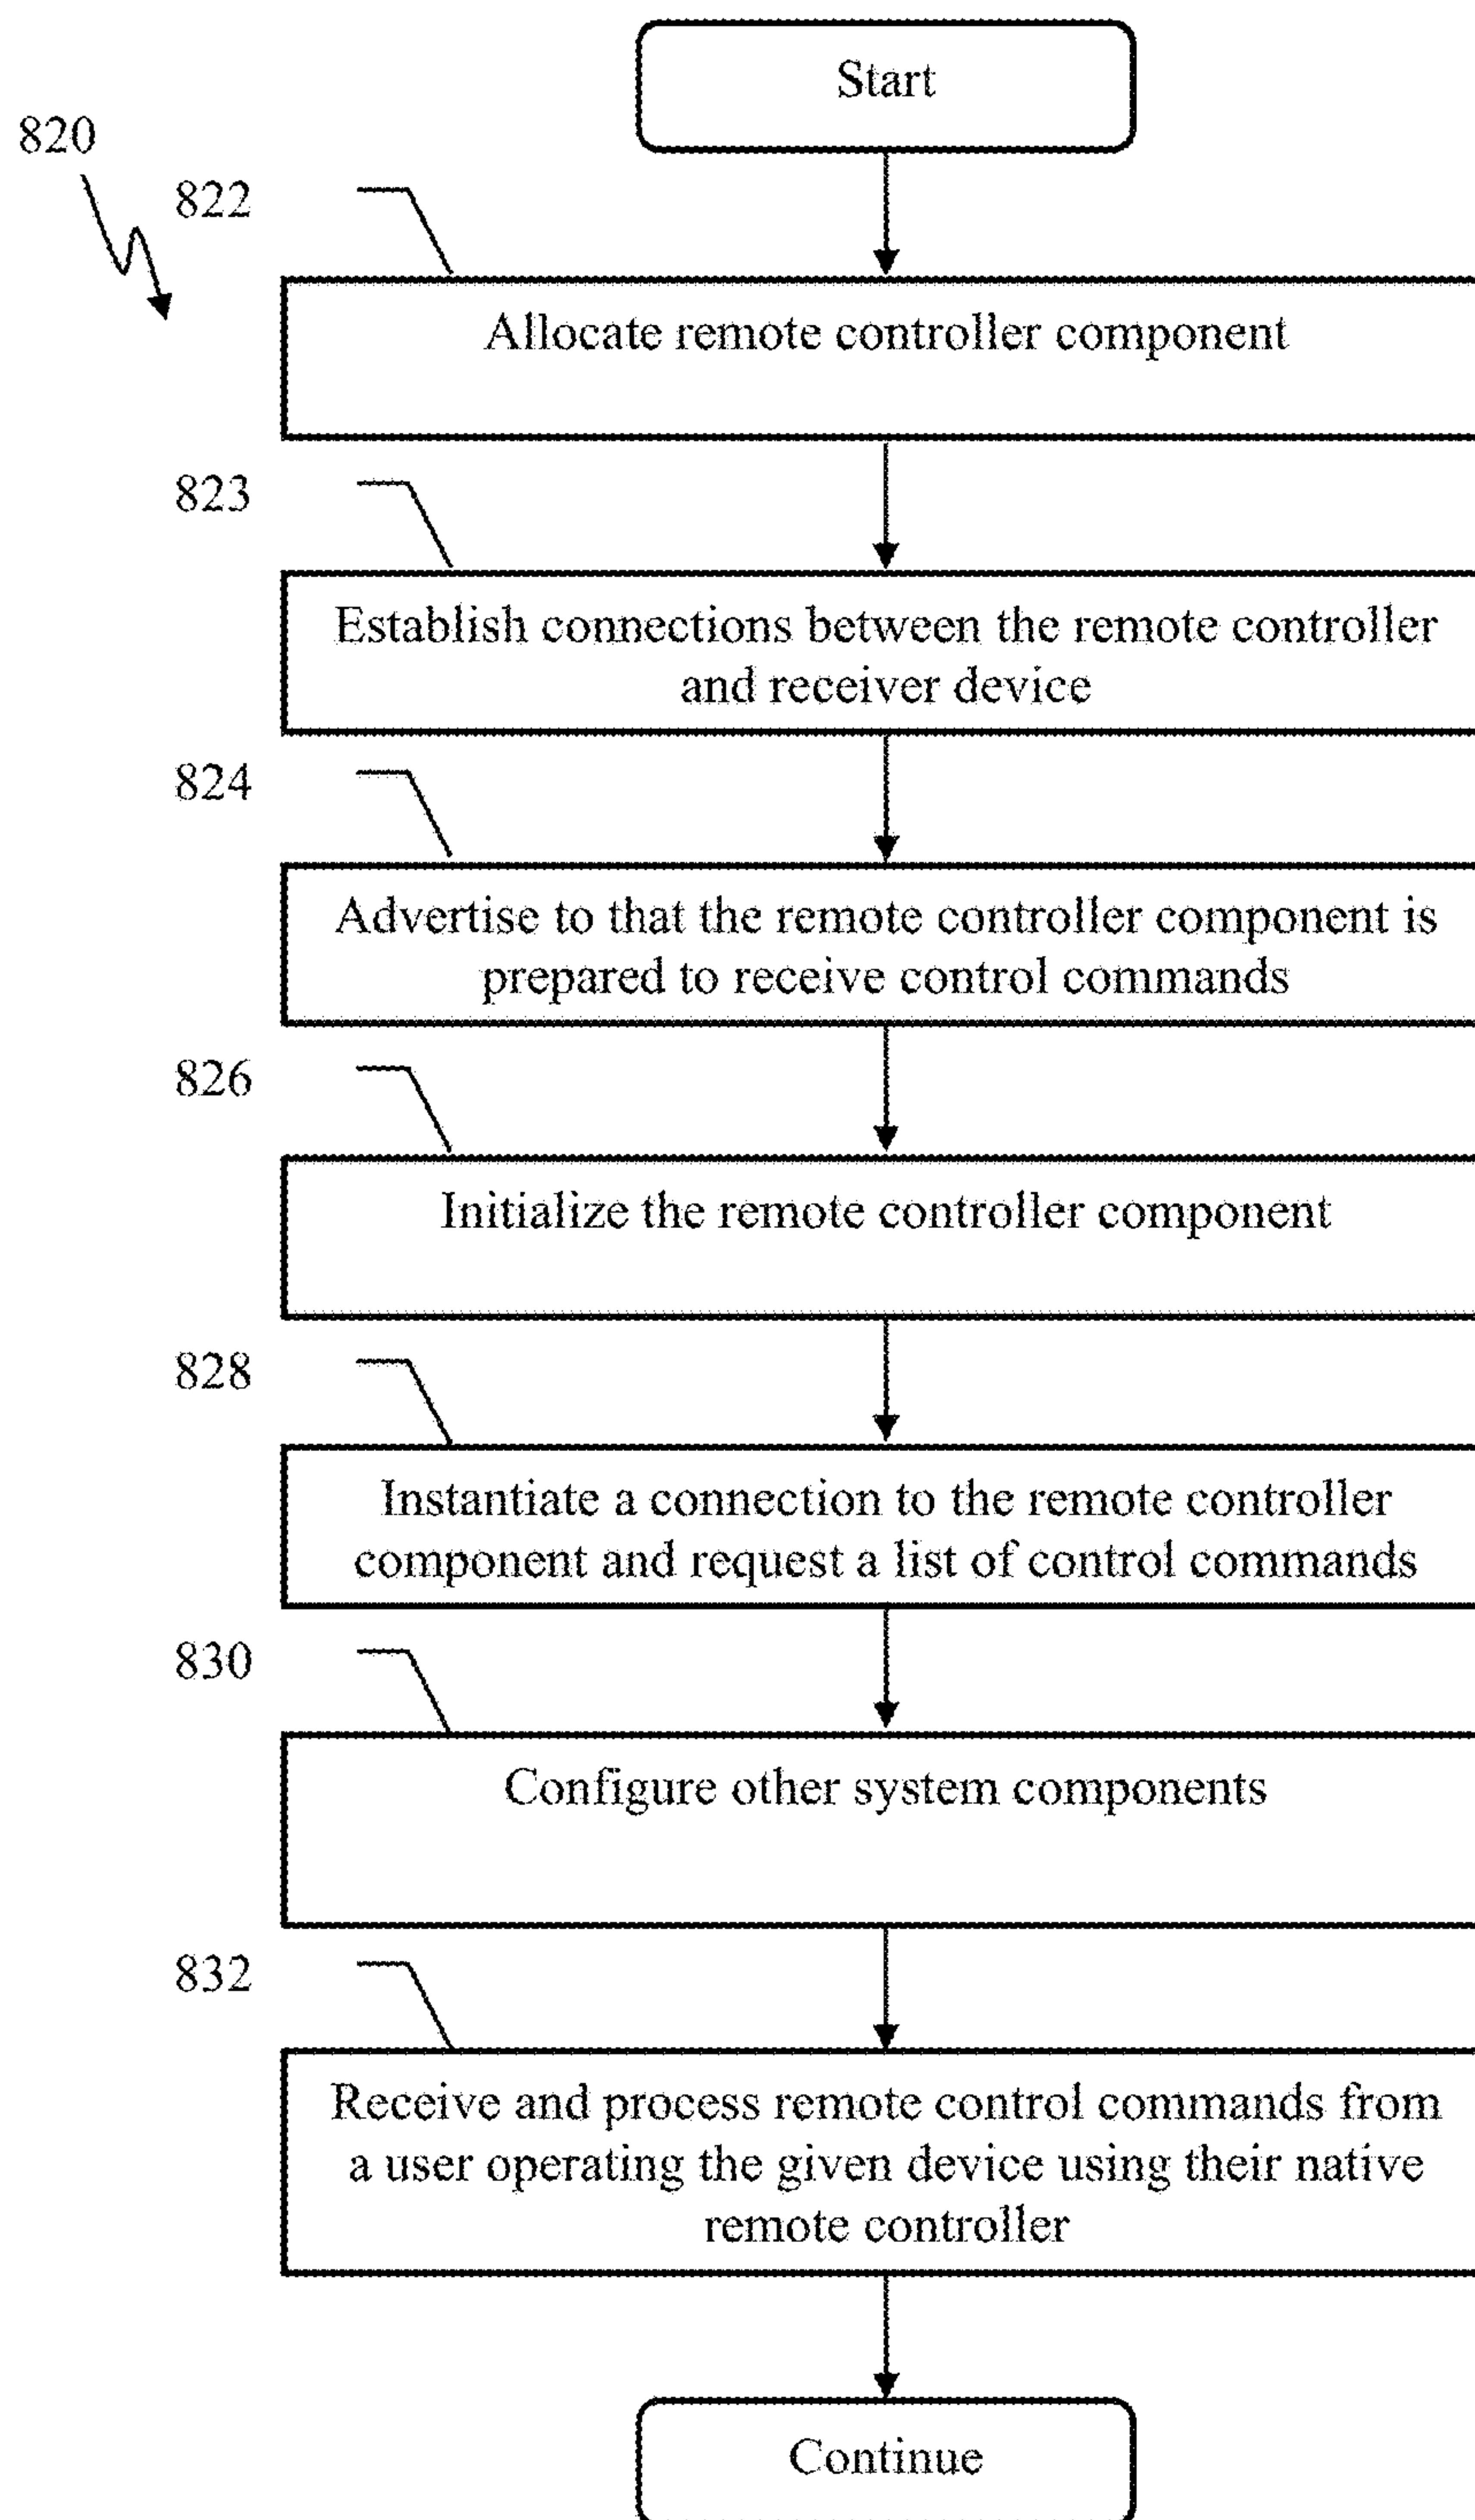 Start
820
822
Allocate remote controller component
823
Establish connections between the remote controller
and receiver device
824
Advertise to that the remote controller component is
prepared to receive control commands
826
Initialize the remote controller component
828
Instantiate a connection to the remote controller
component and request a list of control commands
830
Configure other system components
832
Receive and process remote control commands from
a user operating the given device using their native
remote controller
Continue